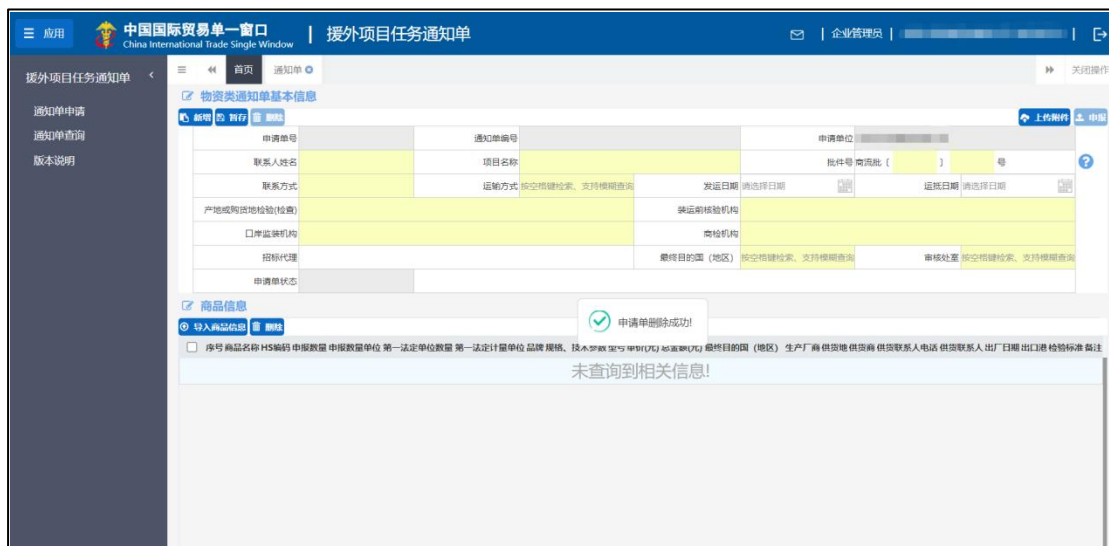 应用
中国国际贸易单一窗口
China International Trade Single Window
援外项目任务通知单
企业管理员
援外项目任务通知单
首页
通知单
关闭操作
通知单申请
通知单查询
版本说明
物资类通知单基本信息
新增 暂存 删除 上传附件 申报
申请单号 通知单编号 申请单位
联系人姓名 项目名称 批件号 商流批 [ ] 号
联系方式 运输方式 按空格键检索、支持模糊查询 发运日期 请选择日期 运抵日期 请选择日期
产地或购货地检验(检查) 装运前核验机构
口岸监装机构 商检机构
招标代理 最终目的国（地区） 按空格键检索、支持模糊查询 审核处室 按空格键检索、支持模糊查询
申请单状态
商品信息
申请单删除成功!
导入商品信息 删除
序号 商品名称 HS编码 申报数量 申报数量单位 第一法定单位数量 第一法定计量单位 品牌 规格、技术参数 型号 单价(元) 总金额(元) 最终目的国（地区） 生产厂商 供货地 供货商 供货联系人电话 供货联系人 出厂日期 出口港 检验标准 备注
未查询到相关信息!